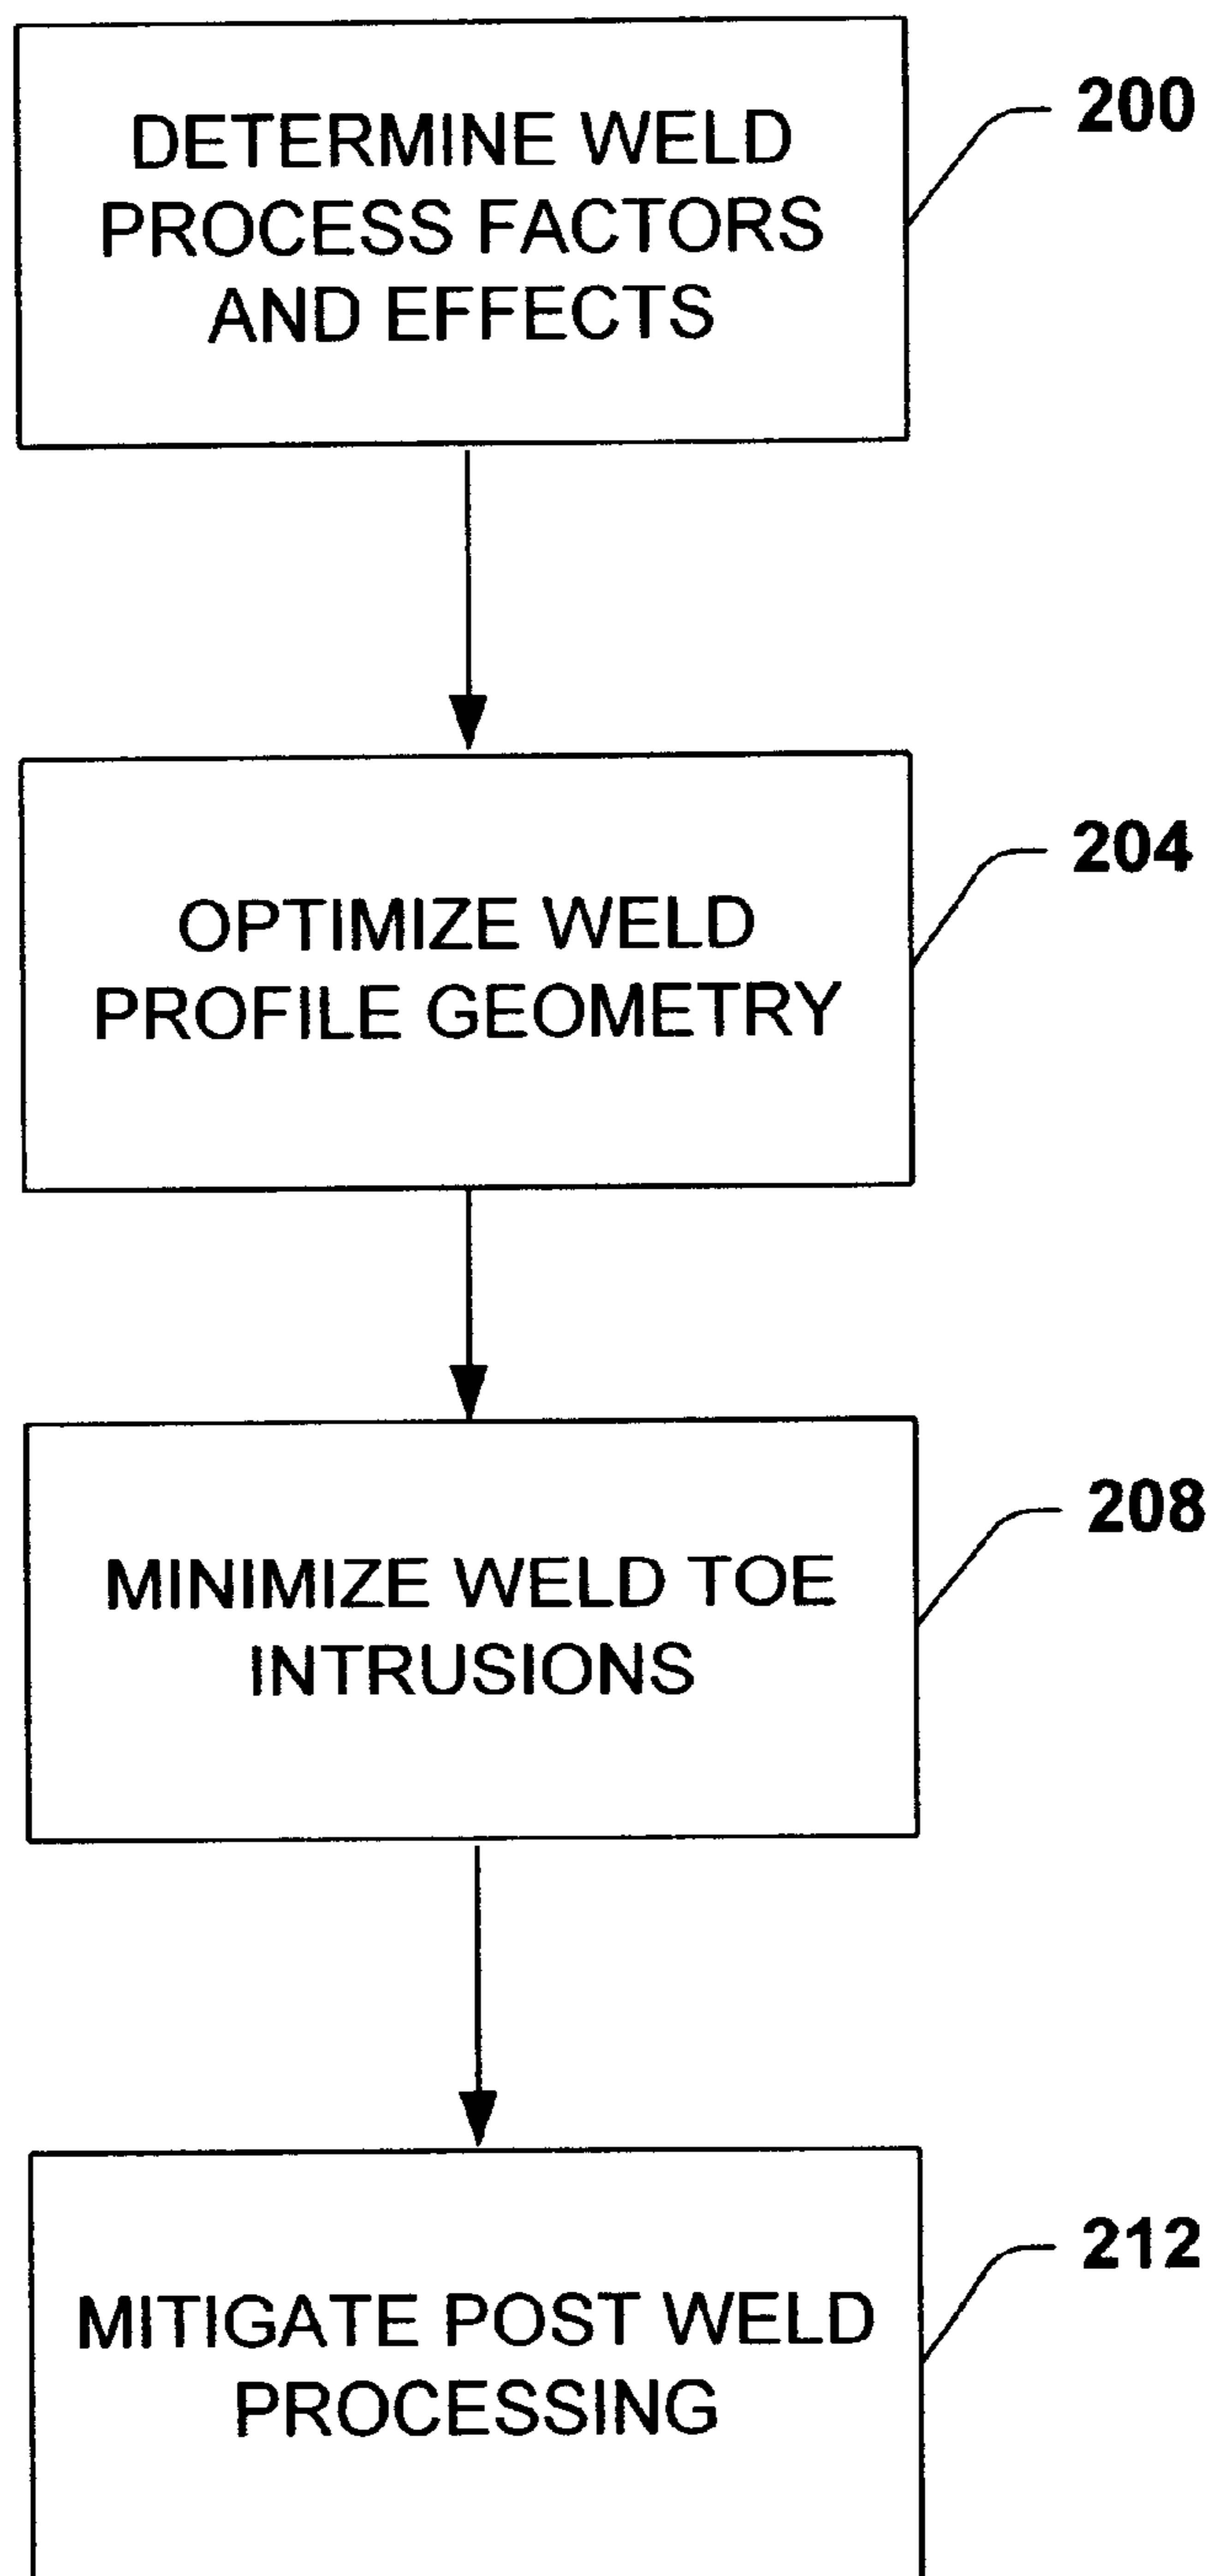 DETERMINE WELD
PROCESS FACTORS
AND EFFECTS
200
OPTIMIZE WELD
PROFILE GEOMETRY
204
MINIMIZE WELD TOE
INTRUSIONS
208
MITIGATE POST WELD
PROCESSING
212